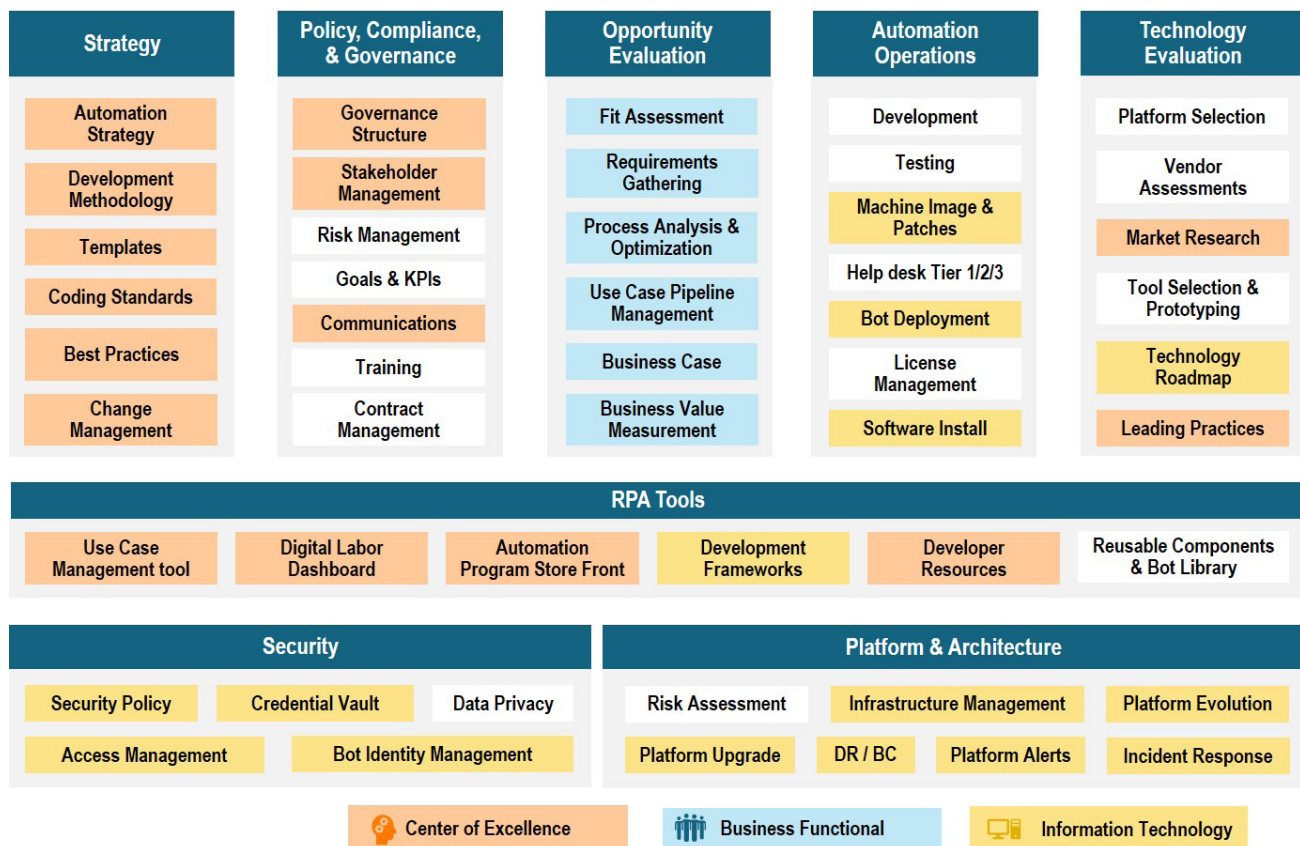 Strategy
Automation
Strategy
Development
Methodology
Templates
Coding Standards
Best Practices
Change
Management
Policy, Compliance,
& Governance
Governance
Structure
Stakeholder
Management
Risk Management
Goals & KPIs
Communications
Training
Contract
Management
Opportunity
Evaluation
Fit Assessment
Requirements
Gathering
Process Analysis &
Optimization
Use Case Pipeline
Management
Business Case
Business Value
Measurement
Automation
Operations
Development
Testing
Machine Image &
Patches
Help desk Tier 1/2/3
Bot Deployment
License
Management
Software Install
Technology
Evaluation
Platform Selection
Vendor
Assessments
Market Research
Tool Selection &
Prototyping
Technology
Roadmap
Leading Practices
RPA Tools
Use Case
Management tool
Digital Labor
Dashboard
Automation
Program Store Front
Development
Frameworks
Developer
Resources
Reusable Components
& Bot Library
Security
Security Policy
Credential Vault
Data Privacy
Access Management
Bot Identity Management
Platform & Architecture
Risk Assessment
Infrastructure Management
Platform Evolution
Platform Upgrade
DR / BC
Platform Alerts
Incident Response
Center of Excellence
Business Functional
Information Technology